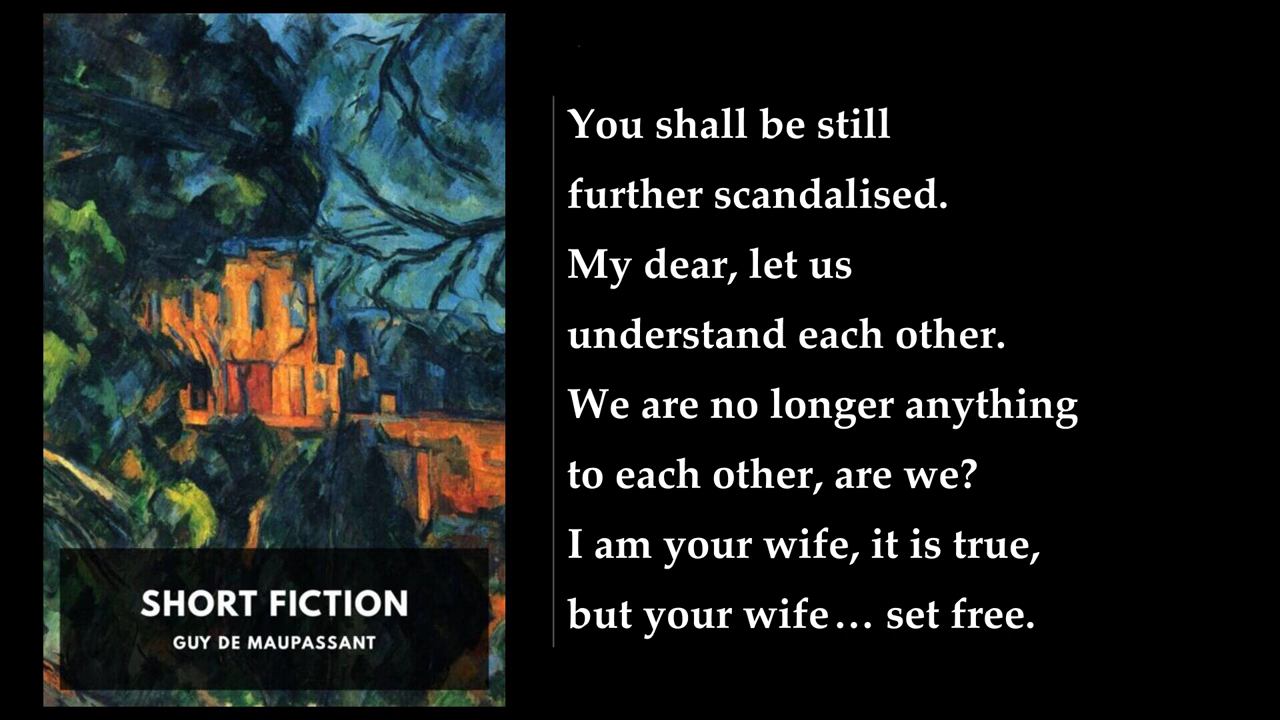 SHORT FICTION
GUY DE MAUPASSANT
You shall be still
further scandalised.
My dear, let us
understand each other.
We are no longer anything
to each other, are we?
I am your wife, it is true,
but your wife… set free.